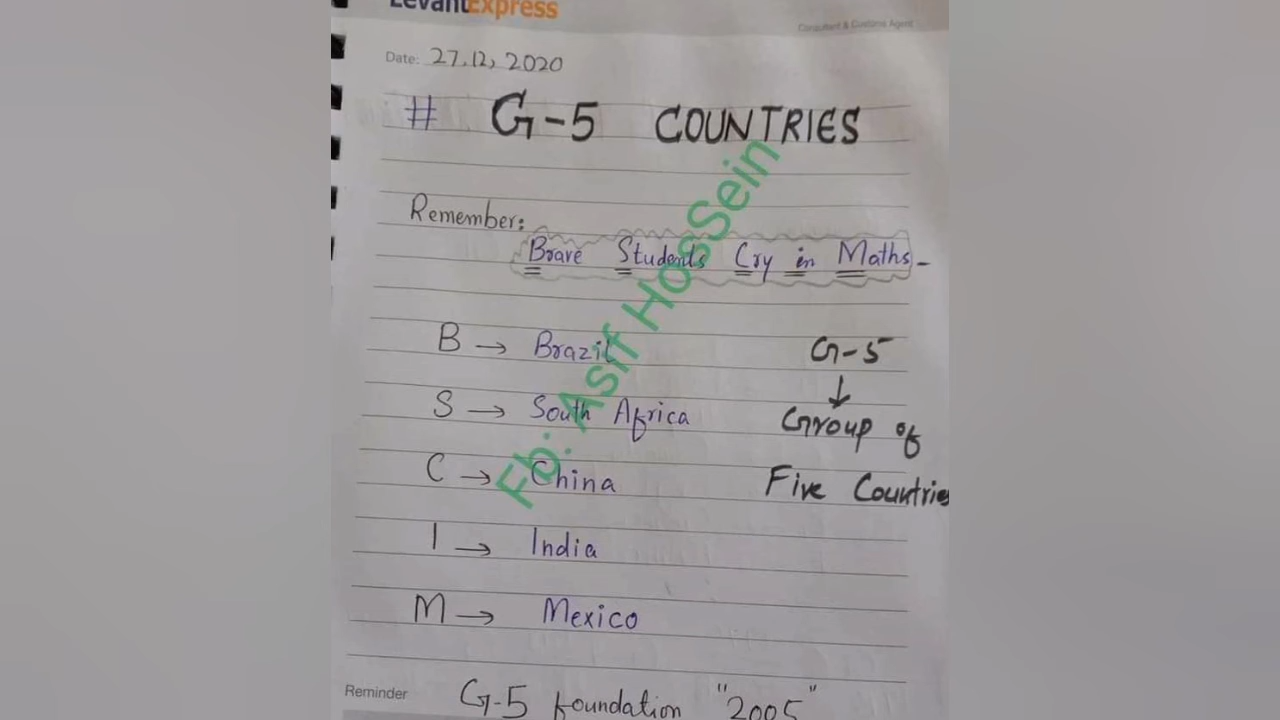 LevantExpress
Consultant & Customs Agent
Date: 27.12, 2020
# G-5 COUNTRIES
Remember:
Brave Students Cry in Maths -
B → Brazil
S → South Africa
C → China
I → India
M → Mexico
G-5
↓
Group of
Five Countrie
Fb: Asif HosSein
Reminder
G-5 foundation "2005"